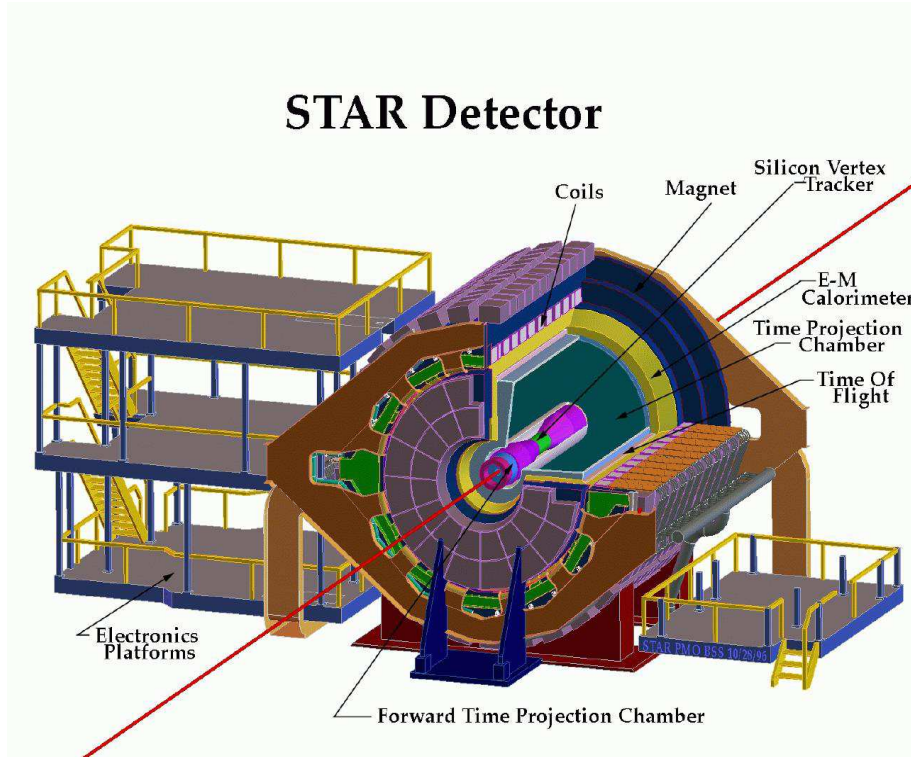 STAR Detector
Silicon Vertex
Tracker
Coils
Magnet
E-M
Calorimeter
Time Projection
Chamber
Time Of
Flight
Electronics
Platforms
STAR PMO BSS 10/28/96
Forward Time Projection Chamber